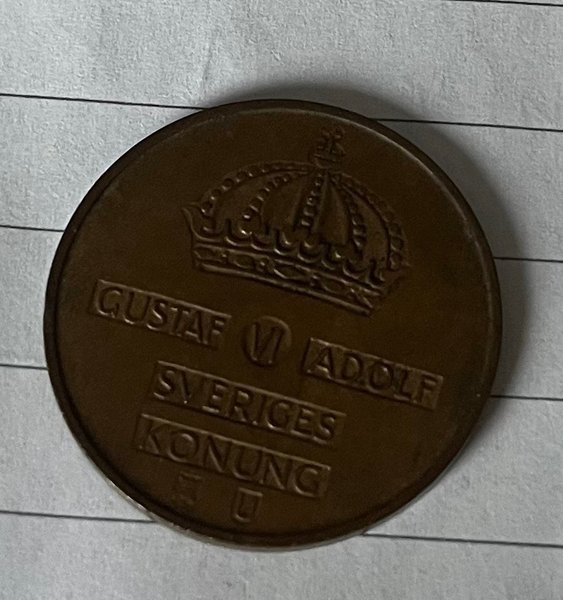 GUSTAF VI ADOLF
SVERIGES
KONUNG
U